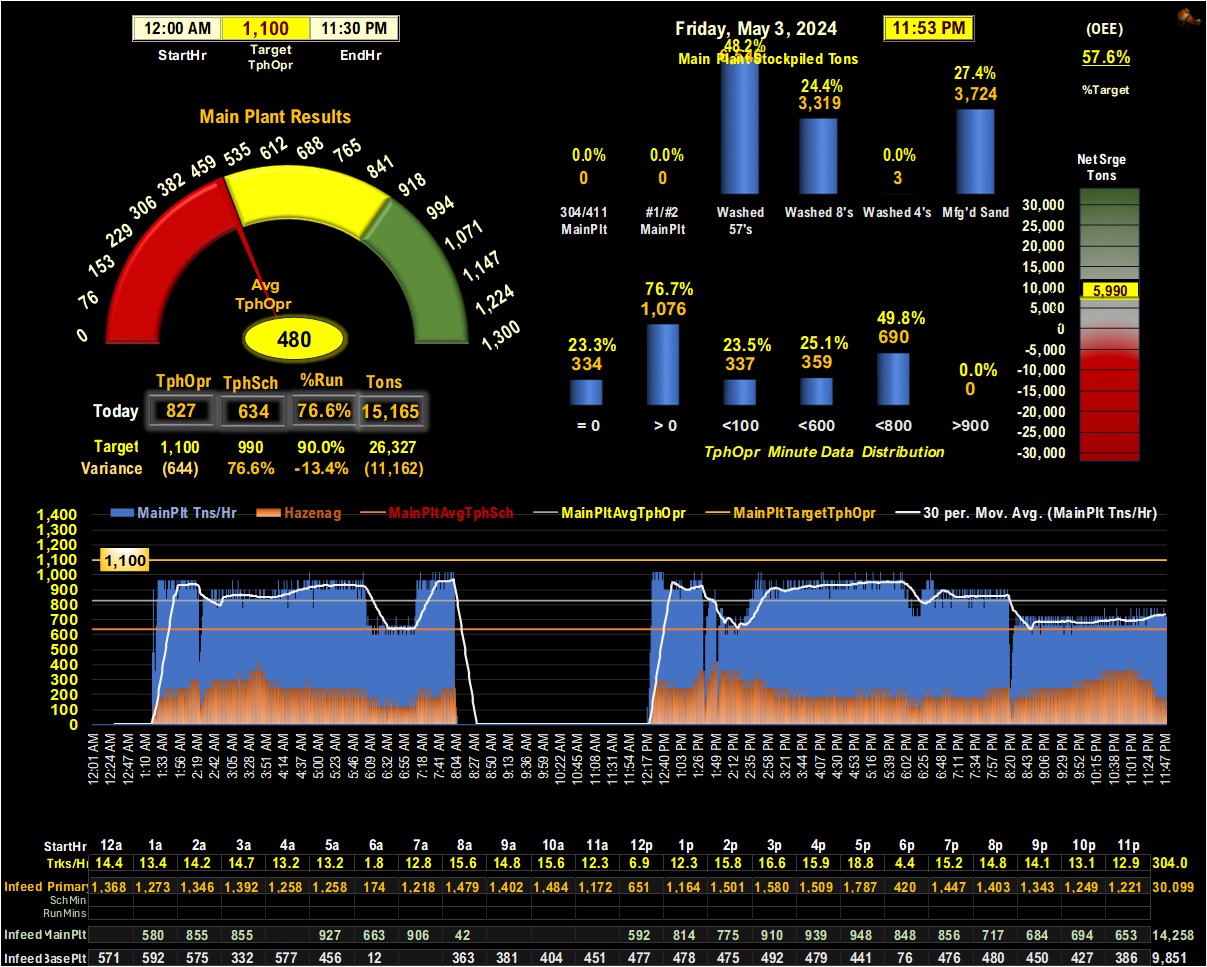 12:00 AM 1,100 11:30 PM
StartHr Target TphOpr EndHr
Friday, May 3, 2024 11:53 PM
(OEE)
57.6%
%Target
Main Plant Stockpiled Tons
48.2%
24.4%
3,319
27.4%
3,724
0.0% 0.0% 0.0%
0 0 3
304/411 MainPlt
#1/#2 MainPlt
Washed 57's
Washed 8's
Washed 4's
Mfg'd Sand
Net Srge
Tons
30,000
25,000
20,000
15,000
10,000
5,990
5,000
0
-5,000
-10,000
-15,000
-20,000
-25,000
-30,000
Main Plant Results
0 76 153 229 306 382 459 535 612 688 765 841 918 994 1,071 1,147 1,224 1,300
Avg
TphOpr
480
TphOpr TphSch %Run Tons
Today 827 634 76.6% 15,165
Target 1,100 990 90.0% 26,327
Variance (644) 76.6% -13.4% (11,162)
23.3% 76.7% 23.5% 25.1% 49.8% 0.0%
334 1,076 337 359 690 0
= 0 > 0 <100 <600 <800 >900
TphOpr Minute Data Distribution
MainPlt Tns/Hr Hazenag MainPltAvgTphSch MainPltAvgTphOpr MainPltTargetTphOpr 30 per. Mov. Avg. (MainPlt Tns/Hr)
1,400
1,300
1,200
1,100
1,100
1,000
900
800
700
600
500
400
300
200
100
0
12:01 AM 12:24 AM 12:47 AM 1:10 AM 1:33 AM 1:56 AM 2:19 AM 2:42 AM 3:05 AM 3:28 AM 3:51 AM 4:14 AM 4:37 AM 5:00 AM 5:23 AM 5:46 AM 6:09 AM 6:32 AM 6:55 AM 7:18 AM 7:41 AM 8:04 AM 8:27 AM 8:50 AM 9:13 AM 9:36 AM 9:59 AM 10:22 AM 10:45 AM 11:08 AM 11:31 AM 11:54 AM 12:17 PM 12:40 PM 1:03 PM 1:26 PM 1:49 PM 2:12 PM 2:35 PM 2:58 PM 3:21 PM 3:44 PM 4:07 PM 4:30 PM 4:53 PM 5:16 PM 5:39 PM 6:02 PM 6:25 PM 6:48 PM 7:11 PM 7:34 PM 7:57 PM 8:20 PM 8:43 PM 9:06 PM 9:29 PM 9:52 PM 10:15 PM 10:38 PM 11:01 PM 11:24 PM 11:47 PM
StartHr 12a 1a 2a 3a 4a 5a 6a 7a 8a 9a 10a 11a 12p 1p 2p 3p 4p 5p 6p 7p 8p 9p 10p 11p
Trks/Hr 14.4 13.4 14.2 14.7 13.2 13.2 1.8 12.8 15.6 14.8 15.6 12.3 6.9 12.3 15.8 16.6 15.9 18.8 4.4 15.2 14.8 14.1 13.1 12.9 304.0
Infeed Primary 1,368 1,273 1,346 1,392 1,258 1,258 174 1,218 1,479 1,402 1,484 1,172 651 1,164 1,501 1,580 1,509 1,787 420 1,447 1,403 1,343 1,249 1,221 30,099
SchMin
RunMins
Infeed MainPlt 580 855 855 927 663 906 42 592 814 775 910 939 948 848 856 717 684 694 653 14,258
Infeed BasePlt 571 592 575 332 577 456 12 363 381 404 451 477 478 475 492 479 441 76 476 480 460 427 386 9,851